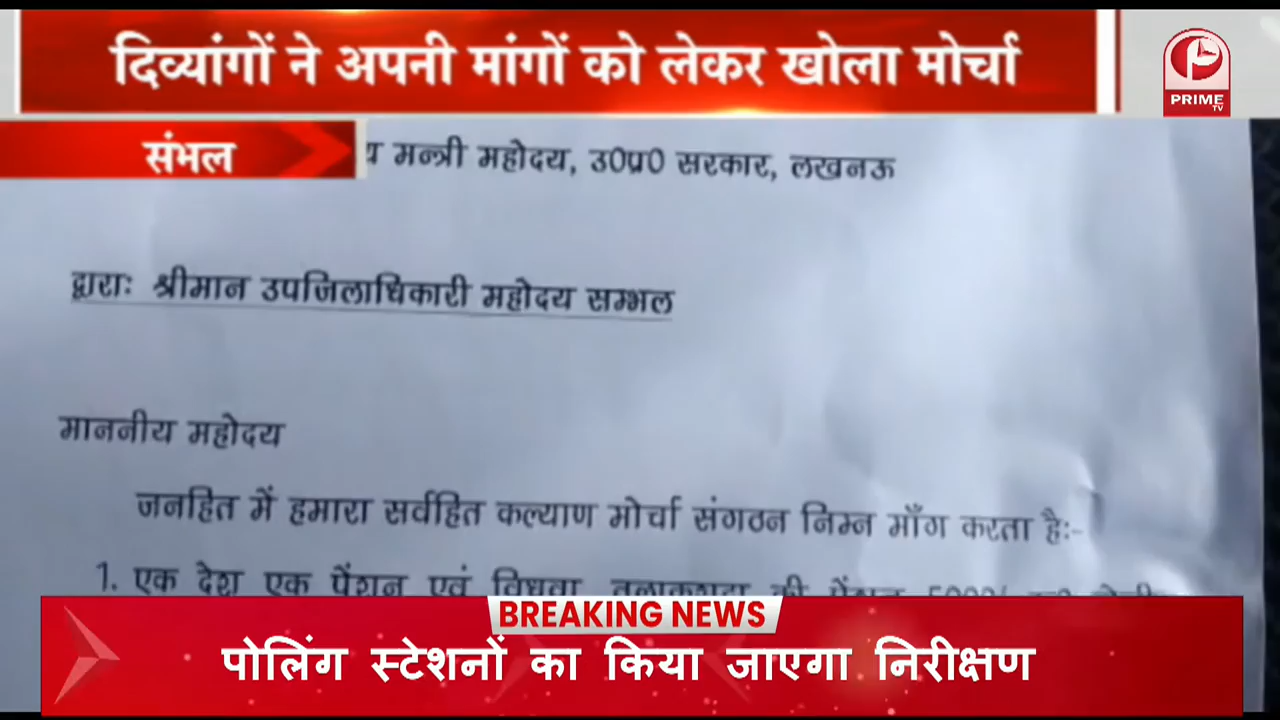 दिव्यांगों ने अपनी मांगों को लेकर खोला मोर्चा
PRIME
TV
संभल
मन्त्री महोदय, उ0प्र0 सरकार, लखनऊ
द्वाराः श्रीमान उपजिलाधिकारी महोदय सम्भल
माननीय महोदय
जनहित में हमारा सर्वहित कल्याण मोर्चा संगठन निम्न माँग करता हैः-
1. एक देश एक पेंशन एवं विधवा
BREAKING NEWS
पोलिंग स्टेशनों का किया जाएगा निरीक्षण